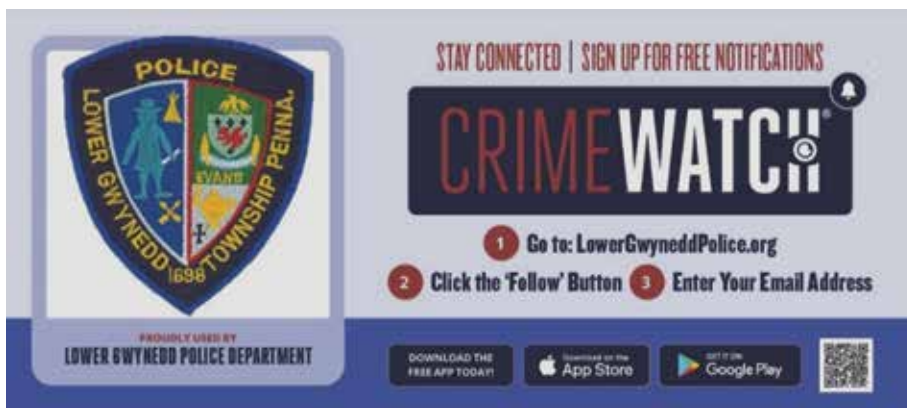 POLICE
LOWER GWYNEDD
TOWNSHIP PENNA.
EVANS
1698
PROUDLY USED BY
LOWER GWYNEDD POLICE DEPARTMENT
STAY CONNECTED | SIGN UP FOR FREE NOTIFICATIONS
CRIMEWATCH®
1 Go to: LowerGwyneddPolice.org
2 Click the 'Follow' Button 3 Enter Your Email Address
DOWNLOAD THE
FREE APP TODAY!
Download on the
App Store
GET IT ON
Google Play